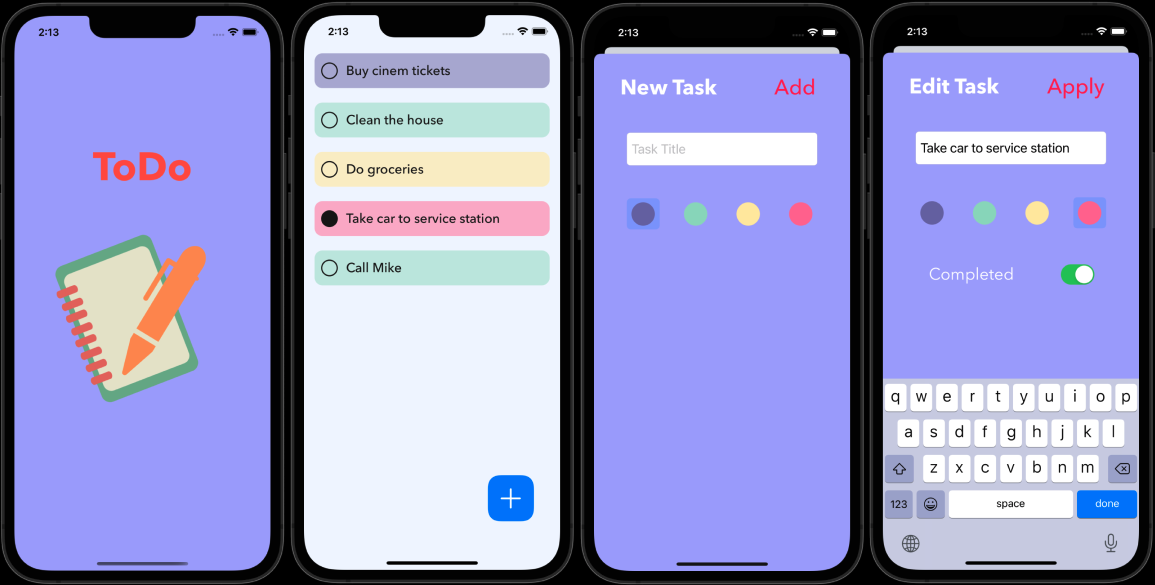 2:13
ToDo
2:13
Buy cinem tickets
Clean the house
Do groceries
Take car to service station
Call Mike
2:13
New Task Add
Task Title
2:13
Edit Task Apply
Take car to service station
Completed
q w e r t y u i o p
a s d f g h j k l
z x c v b n m
123 space done